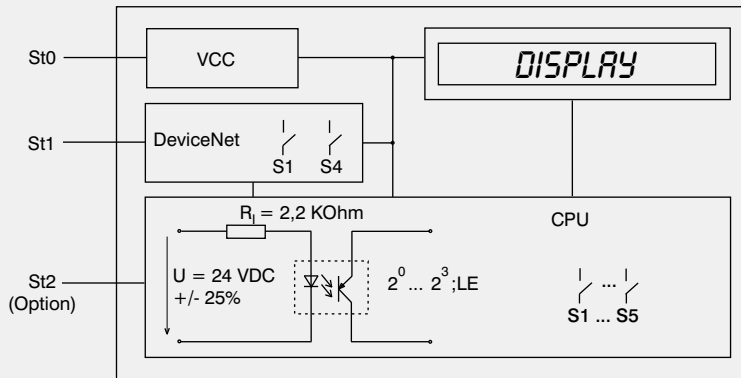 St0
VCC
DISPLAY
St1
DeviceNet
S1 S4
R_I = 2,2 KOhm
CPU
St2
(Option)
U = 24 VDC
+/- 25%
2^0 ... 2^3 ;LE
...
S1 ... S5